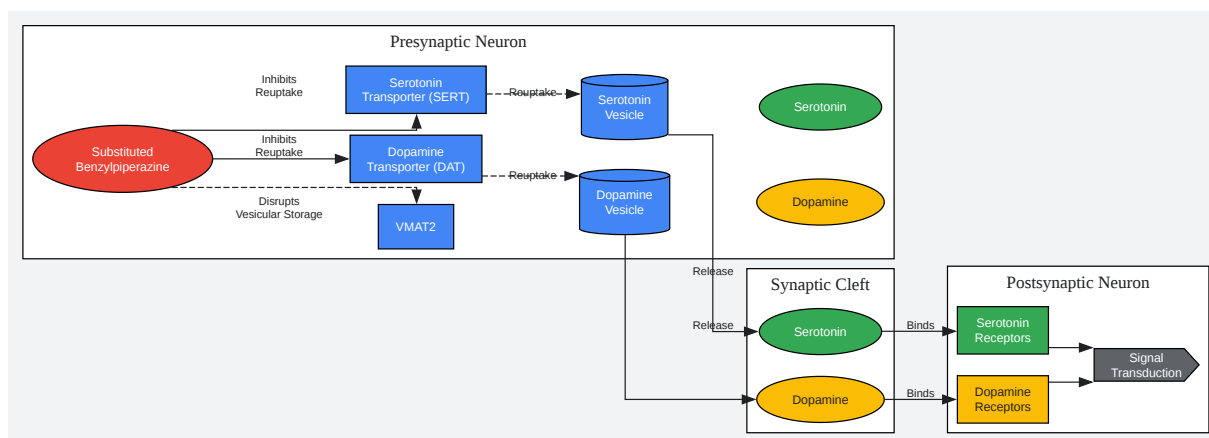 Presynaptic Neuron
Inhibits
Reuptake
Serotonin
Transporter (SERT)
Reuptake
Serotonin
Vesicle
Serotonin
Substituted
Benzylpiperazine
Inhibits
Reuptake
Dopamine
Transporter (DAT)
Reuptake
Dopamine
Vesicle
Dopamine
Disrupts
Vesicular Storage
VMAT2
Release
Synaptic Cleft
Postsynaptic Neuron
Release
Serotonin
Binds
Serotonin
Receptors
Signal
Transduction
Dopamine
Binds
Dopamine
Receptors